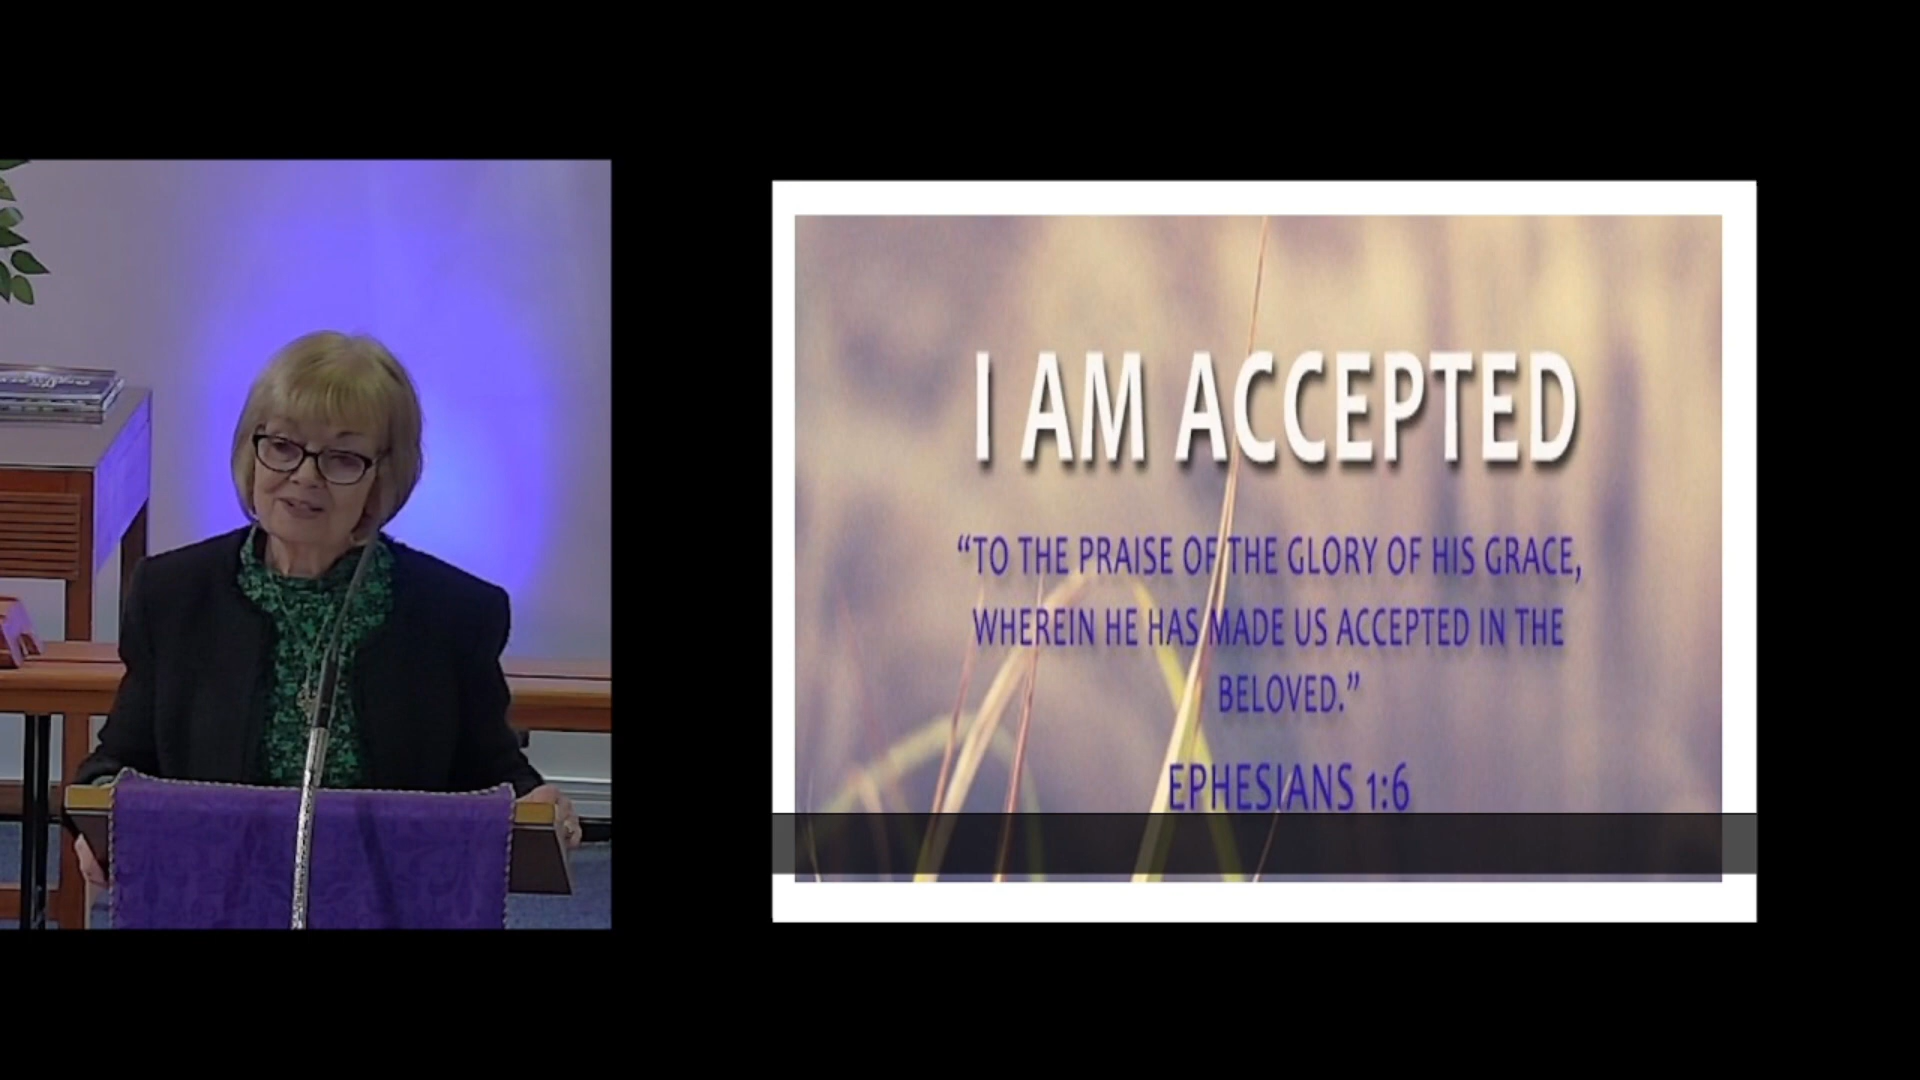 I AM ACCEPTED
“TO THE PRAISE OF THE GLORY OF HIS GRACE,
WHEREIN HE HAS MADE US ACCEPTED IN THE
BELOVED.”
EPHESIANS 1:6